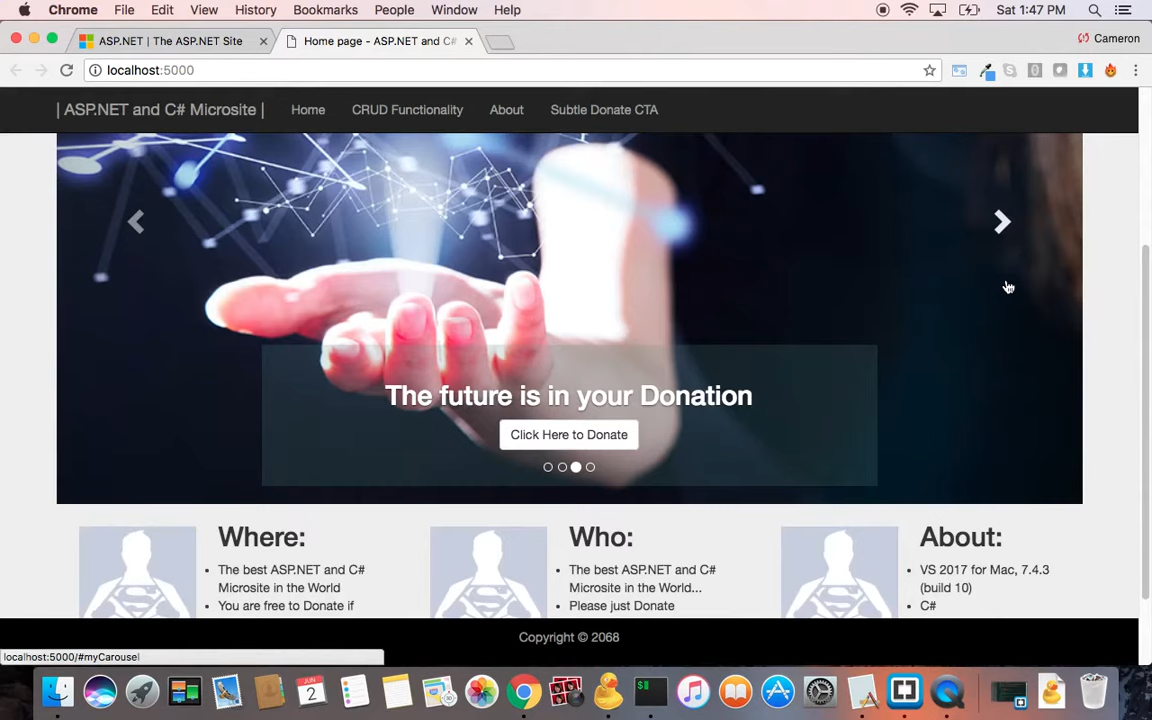 Chrome File Edit View History Bookmarks People Window Help Sat 1:47 PM
ASP.NET | The ASP.NET Site
Home page - ASP.NET and C#
Cameron
localhost:5000
| ASP.NET and C# Microsite | Home CRUD Functionality About Subtle Donate CTA
The future is in your Donation
Click Here to Donate
Where:
The best ASP.NET and C#
Microsite in the World
You are free to Donate if
Who:
The best ASP.NET and C#
Microsite in the World...
Please just Donate
About:
VS 2017 for Mac, 7.4.3
(build 10)
C#
Copyright © 2068
localhost:5000/#myCarousel
JUN
2